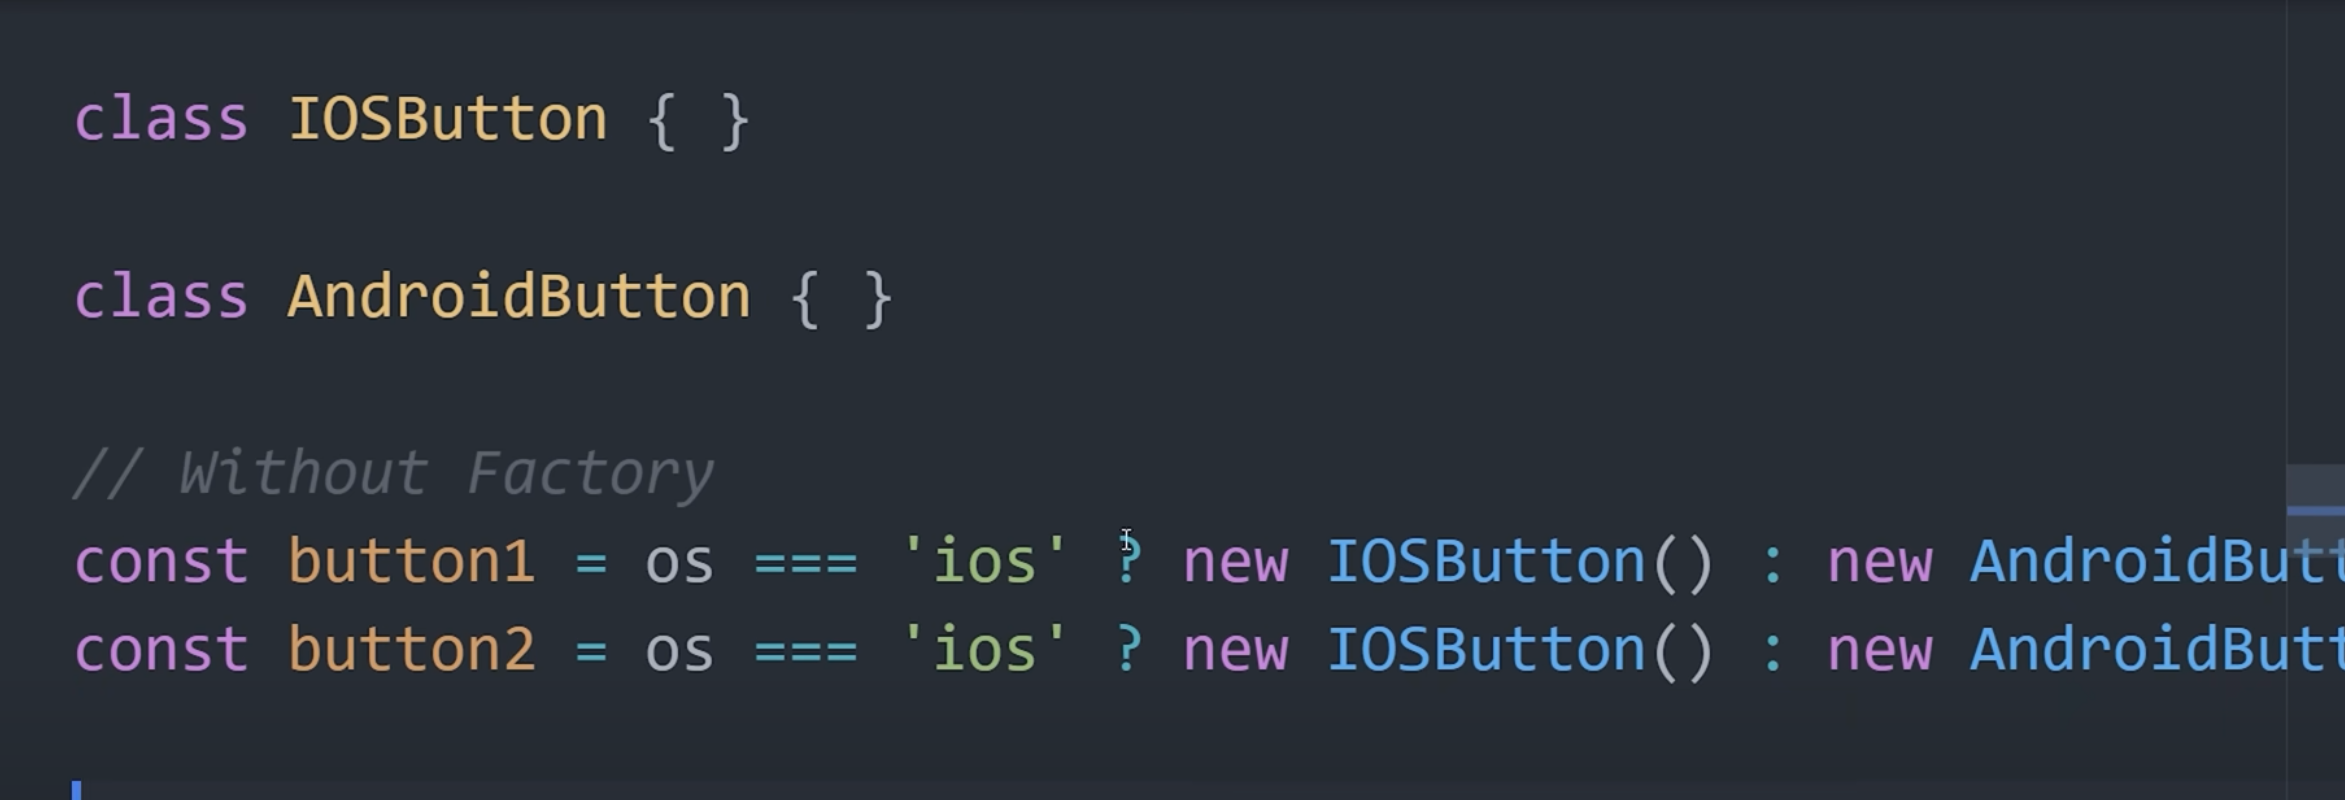 class IOSButton { }
class AndroidButton { }
// Without Factory
const button1 = os === 'ios' ? new IOSButton() : new AndroidButt
const button2 = os === 'ios' ? new IOSButton() : new AndroidButt